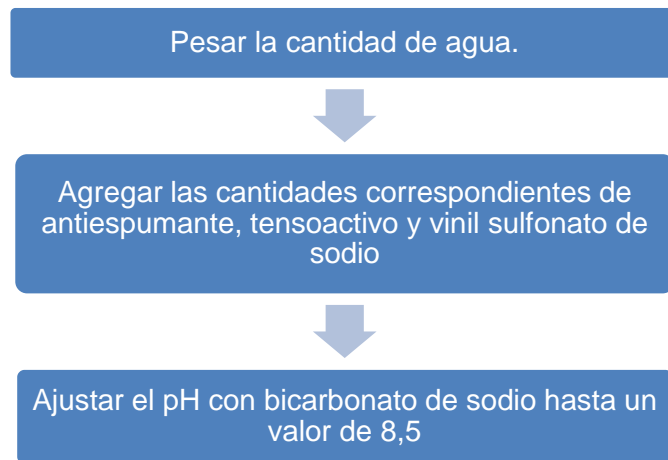 Pesar la cantidad de agua.
Agregar las cantidades correspondientes de
antiespumante, tensoactivo y vinil sulfonato de
sodio
Ajustar el pH con bicarbonato de sodio hasta un
valor de 8,5